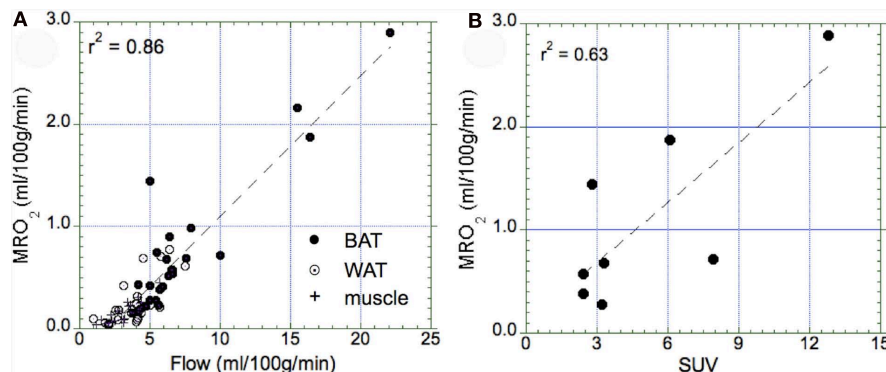 A
r² = 0.86
MRO₂ (ml/100g/min)
3.0
2.0
1.0
0.0
BAT
WAT
muscle
0 5 10 15 20 25
Flow (ml/100g/min)
B
r² = 0.63
MRO₂ (ml/100g/min)
3.0
2.0
1.0
0.0
0 3 6 9 12 15
SUV